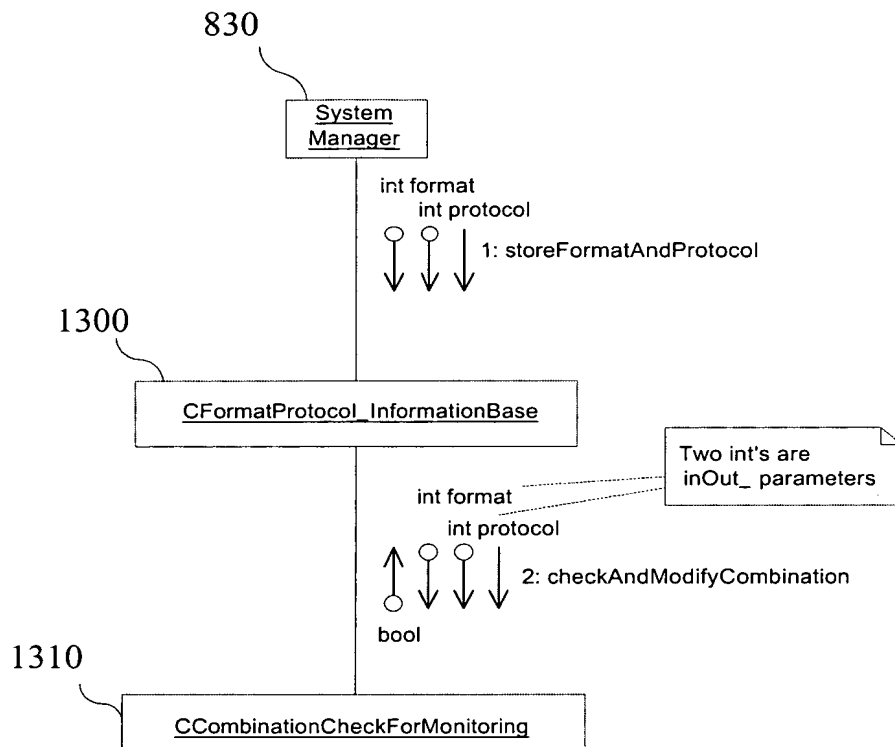 830
System
Manager
int format
int protocol
1: storeFormatAndProtocol
1300
CFormatProtocol_InformationBase
Two int's are
inOut_ parameters
int format
int protocol
2: checkAndModifyCombination
bool
1310
CCombinationCheckForMonitoring